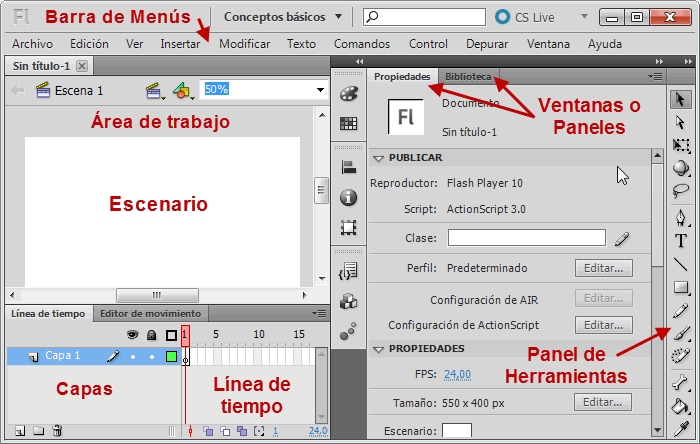 Fl
Barra de Menús
Conceptos básicos
CS Live
Archivo Edición Ver Insertar Modificar Texto Comandos Control Depurar Ventana Ayuda
Sin título-1
Escena 1
50%
Área de trabajo
Escenario
Línea de tiempo
Editor de movimiento
1 5 10 15
Capa 1
Capas
Línea de tiempo
1
24,0
Propiedades
Biblioteca
Ventanas o
Paneles
Fl
Documento
Sin título-1
PUBLICAR
Reproductor: Flash Player 10
Script: ActionScript 3.0
Clase:
Perfil: Predeterminado Editar...
Configuración de AIR Editar...
Configuración de ActionScript Editar...
PROPIEDADES
FPS: 24,00
Tamaño: 550 x 400 px Editar...
Escenario:
Panel de
Herramientas
T